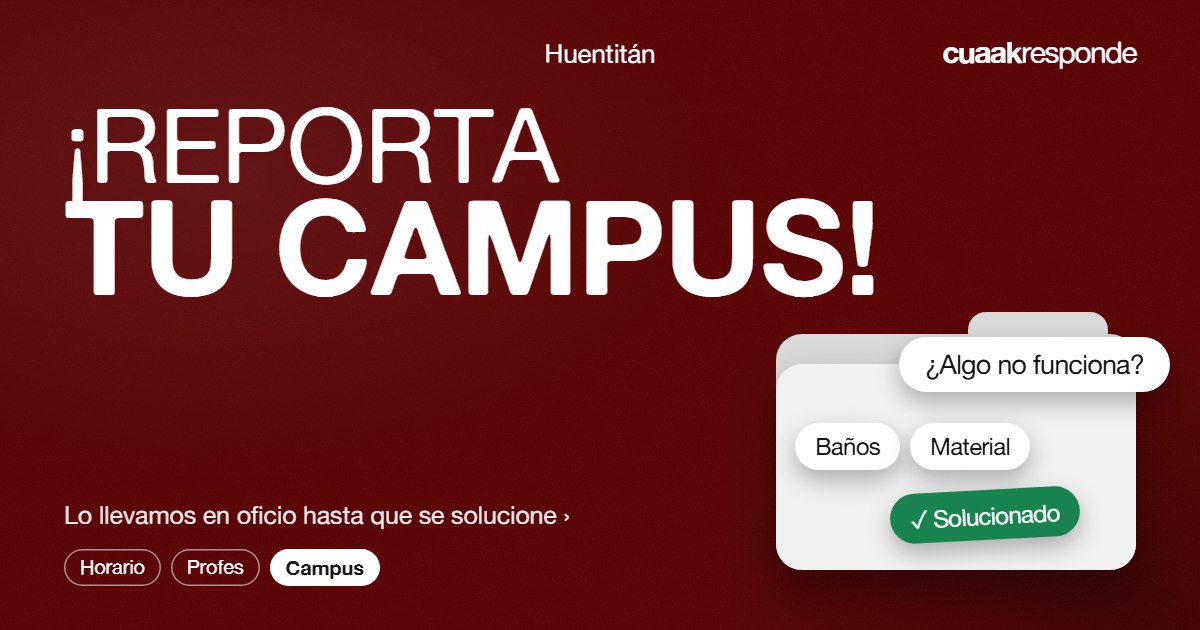 Huentitán
cuaakresponde
¡REPORTA
TU CAMPUS!
¿Algo no funciona?
Baños
Material
✓ Solucionado
Lo llevamos en oficio hasta que se solucione ›
Horario
Profes
Campus